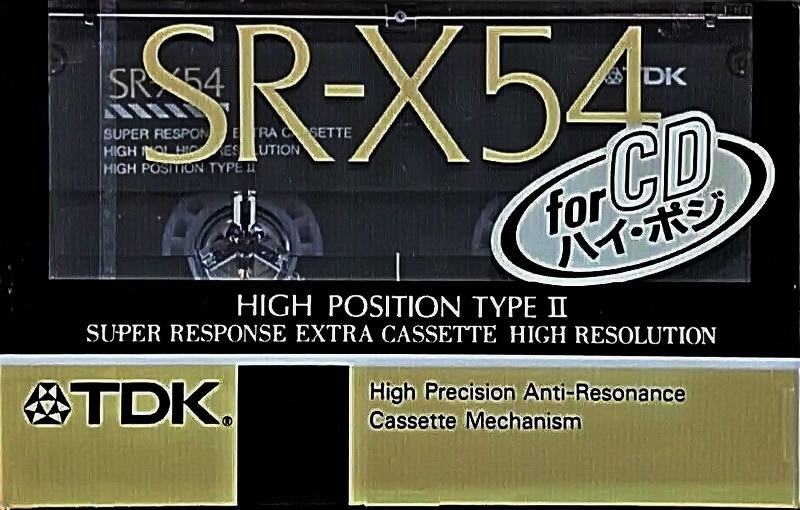 SR-X54
SR-X54
TDK
SUPER RESPONSE EXTRA CASSETTE
HIGH RESOLUTION
HIGH POSITION TYPE II
for CD
ハイ・ポジ
HIGH POSITION TYPE II
SUPER RESPONSE EXTRA CASSETTE HIGH RESOLUTION
TDK®
High Precision Anti-Resonance
Cassette Mechanism